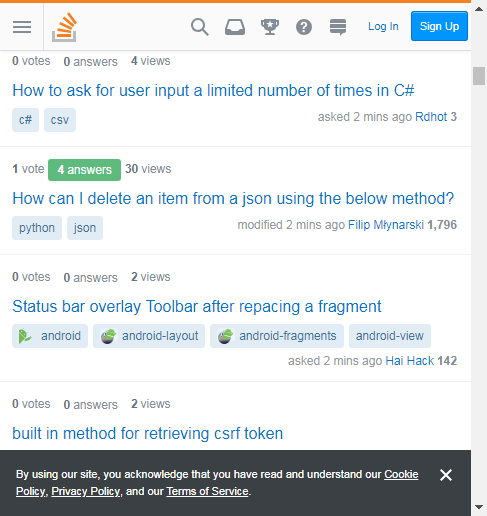 Log In Sign Up
0 votes 0 answers 4 views
How to ask for user input a limited number of times in C#
c# csv
asked 2 mins ago Rdhot 3
1 vote 4 answers 30 views
How can I delete an item from a json using the below method?
python json
modified 2 mins ago Filip Młynarski 1,796
0 votes 0 answers 2 views
Status bar overlay Toolbar after repacing a fragment
android android-layout android-fragments android-view
asked 2 mins ago Hai Hack 142
0 votes 0 answers 2 views
built in method for retrieving csrf token
By using our site, you acknowledge that you have read and understand our Cookie
Policy, Privacy Policy, and our Terms of Service.